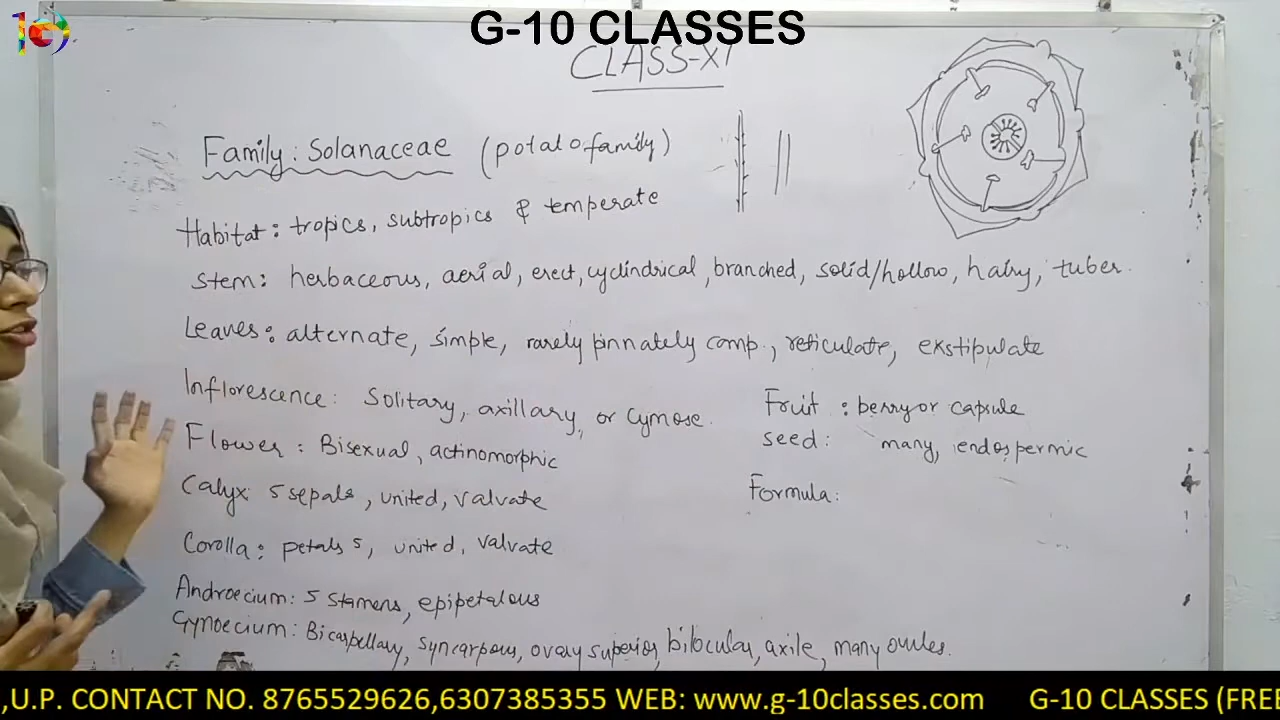 10
G-10 CLASSES
CLASS-XI
Family: Solanaceae (potato family)
Habitat: tropics, subtropics & temperate
Stem: herbaceous, aerial, erect, cyclindrical, branched, solid/hollow, hairy, tuber.
Leaves: alternate, simple, rarely pinnately comp., reticulate, exstipulate
Inflorescence: Solitary, axillary, or Cymose.
Flower: Bisexual, actinomorphic
Calyx: 5 sepals, united, valvate
Corolla: petals 5, united, valvate
Androecium: 5 stamens, epipetalous
Gynoecium: Bicarpellary, syncarpous, ovary superior, bilocular, axile, many ovules.
Fruit: berry or capsule
seed: many, endospermic
Formula:
,U.P. CONTACT NO. 8765529626,6307385355 WEB: www.g-10classes.com G-10 CLASSES (FREE